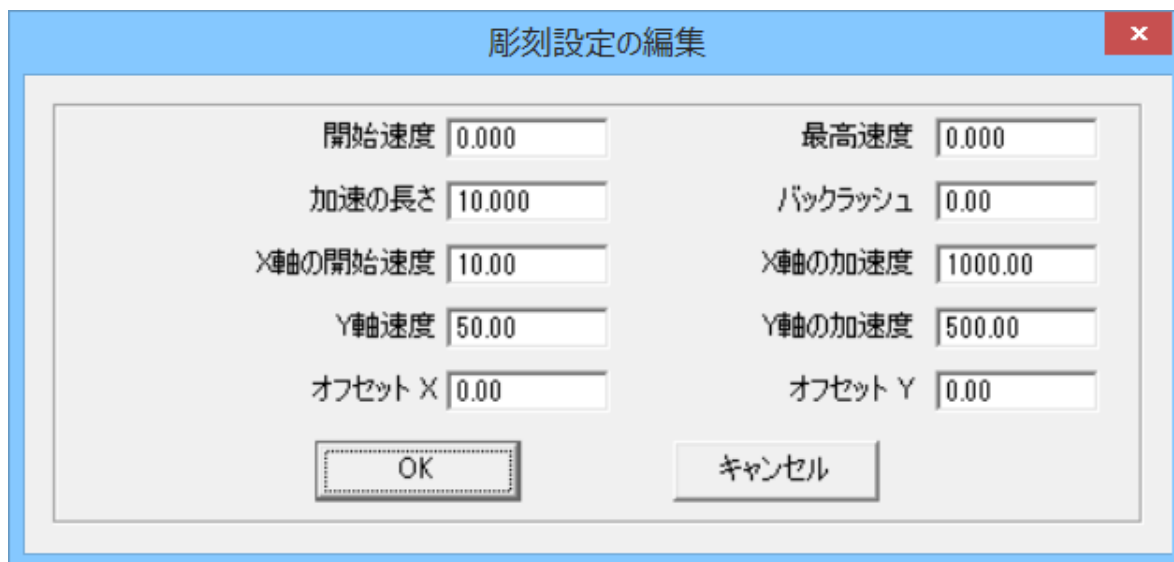 彫刻設定の編集
開始速度 0.000 最高速度 0.000
加速の長さ 10.000 バックラッシュ 0.00
X軸の開始速度 10.00 X軸の加速度 1000.00
Y軸速度 50.00 Y軸の加速度 500.00
オフセット X 0.00 オフセット Y 0.00
OK キャンセル